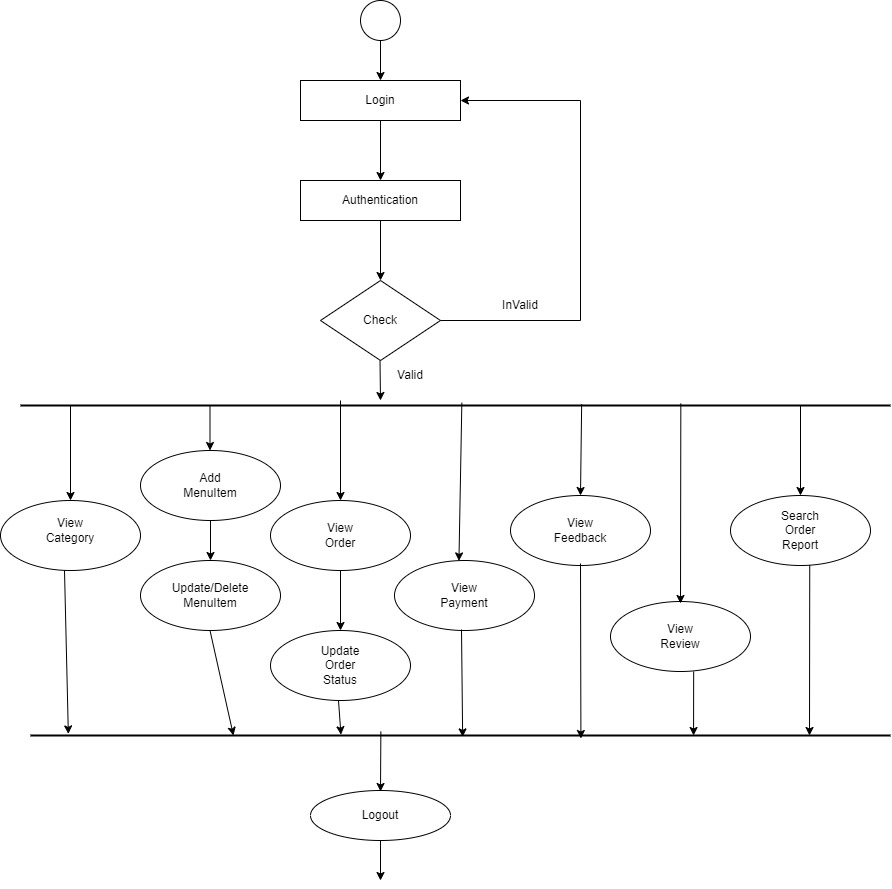 Login
Authentication
Check
InValid
Valid
Add
MenuItem
View
Category
View
Order
View
Feedback
Search
Order
Report
Update/Delete
MenuItem
View
Payment
View
Review
Update
Order
Status
Logout